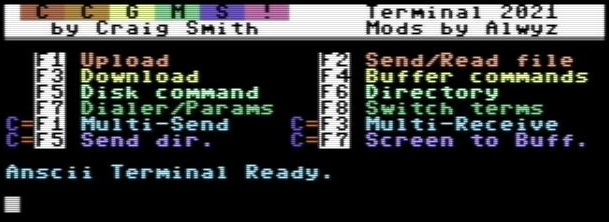 C C G M S ! Terminal 2021
by Craig Smith Mods by Alwyz
F1 Upload F2 Send/Read file
F3 Download F4 Buffer commands
F5 Disk command F6 Directory
F7 Dialer/Params F8 Switch terms
C=F1 Multi-Send C=F3 Multi-Receive
C=F5 Send dir. C=F7 Screen to Buff.
Anscii Terminal Ready.